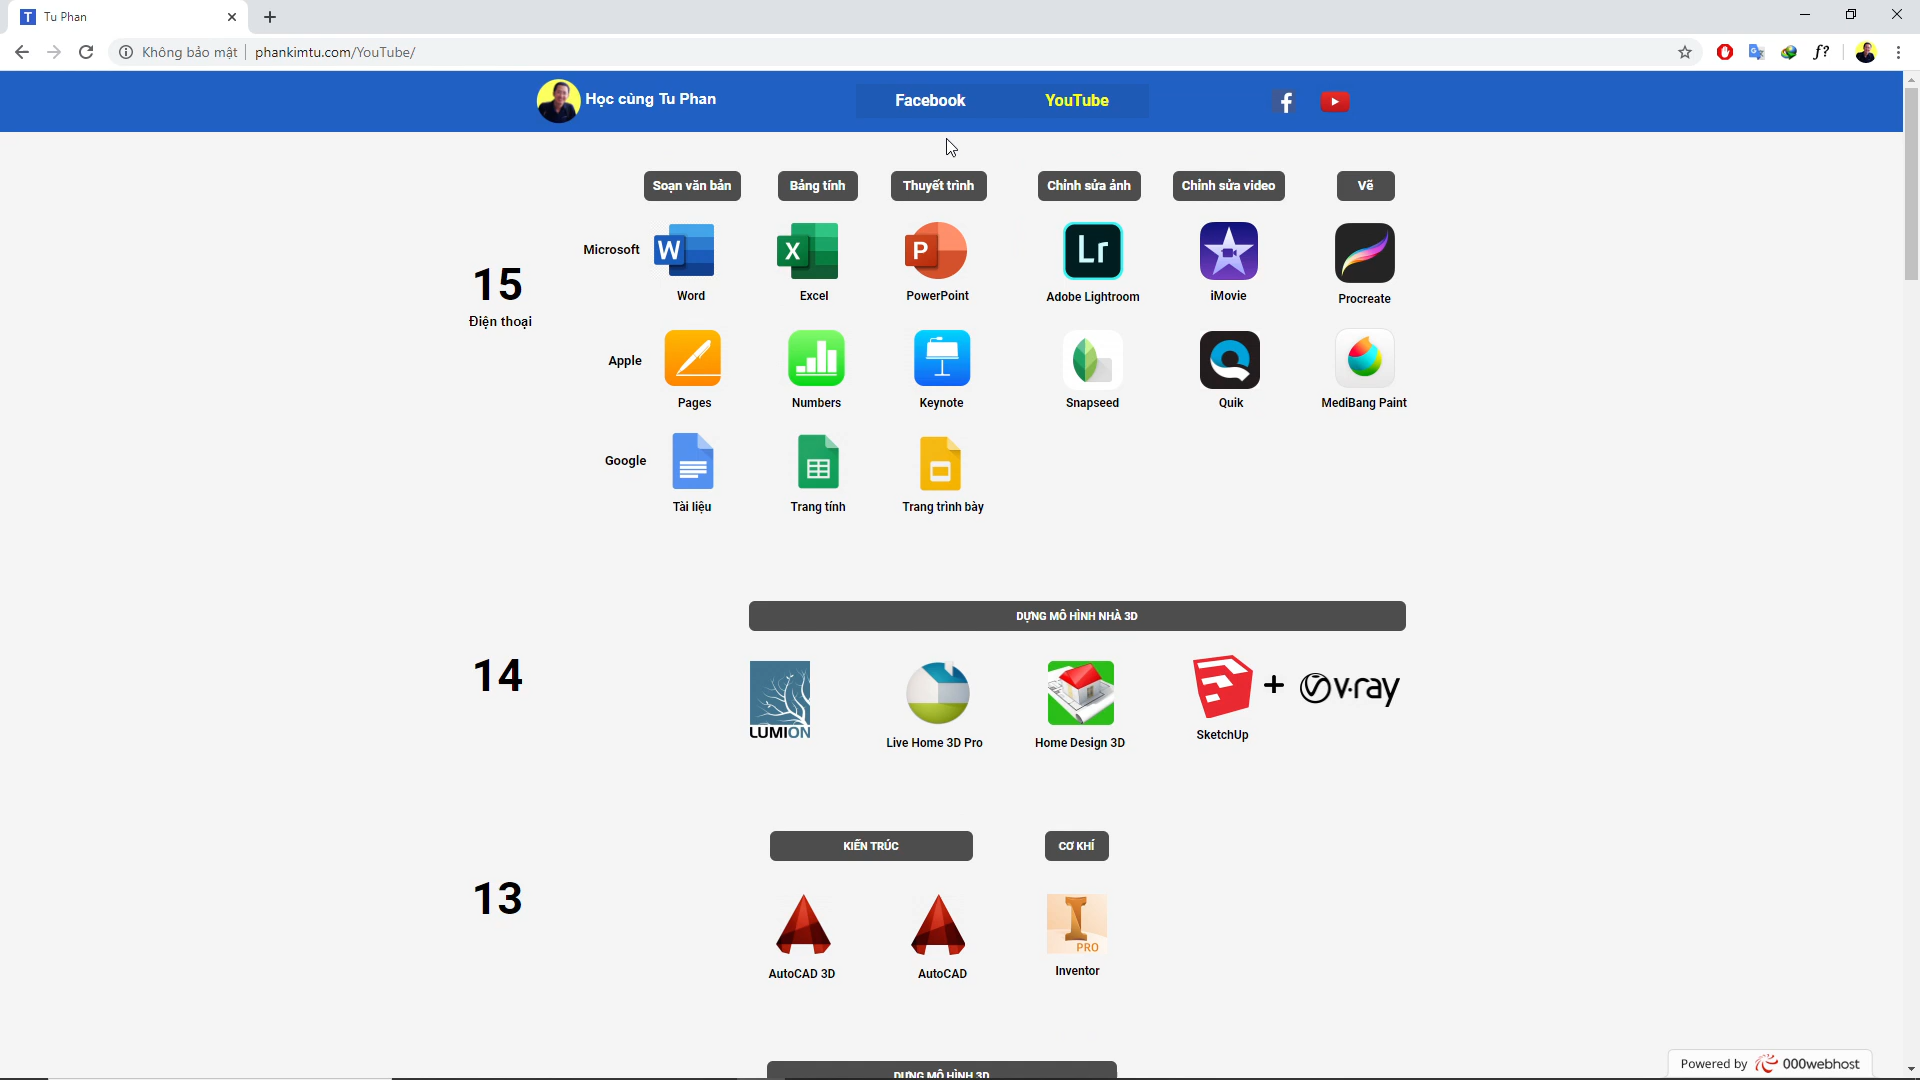 Tu Phan
Không bảo mật
phankimtu.com/YouTube/
f?
Học cùng Tu Phan
Facebook
YouTube
Soạn văn bản
Bảng tính
Thuyết trình
Chỉnh sửa ảnh
Chỉnh sửa video
Vẽ
15
Điện thoại
Microsoft
Word
Excel
PowerPoint
Lr
Adobe Lightroom
iMovie
Procreate
Apple
Pages
Numbers
Keynote
Snapseed
Quik
MediBang Paint
Google
Tài liệu
Trang tính
Trang trình bày
14
DỰNG MÔ HÌNH NHÀ 3D
LUMION
Live Home 3D Pro
Home Design 3D
SketchUp
+
v·ray
13
KIẾN TRÚC
CƠ KHÍ
AutoCAD 3D
AutoCAD
PRO
Inventor
DỰNG MÔ HÌNH 3D
Powered by 000webhost